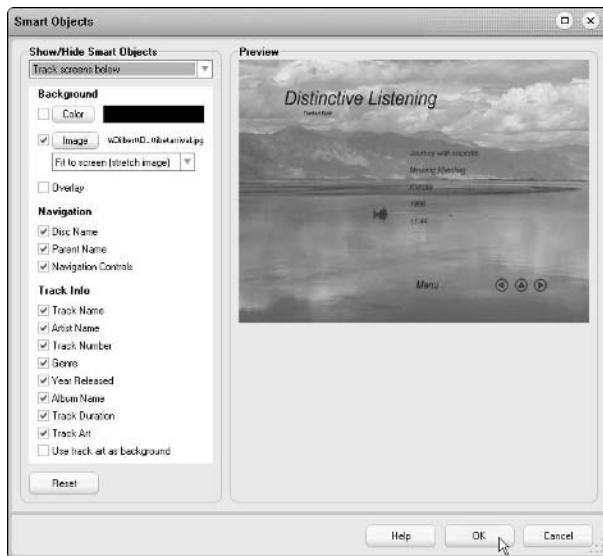 Smart Objects
Show/Hide Smart Objects
Track screens below
Background
Color
Image
Fit to screen (stretch image)
Overlay
Navigation
Disc Name
Parent Name
Navigation Controls
Track Info
Track Name
Artist Name
Track Number
Genre
Year Released
Album Name
Track Duration
Track Art
Use track art as background
Reset
Preview
Distinctive Listening
Journey with
Menu
Help
OK
Cancel